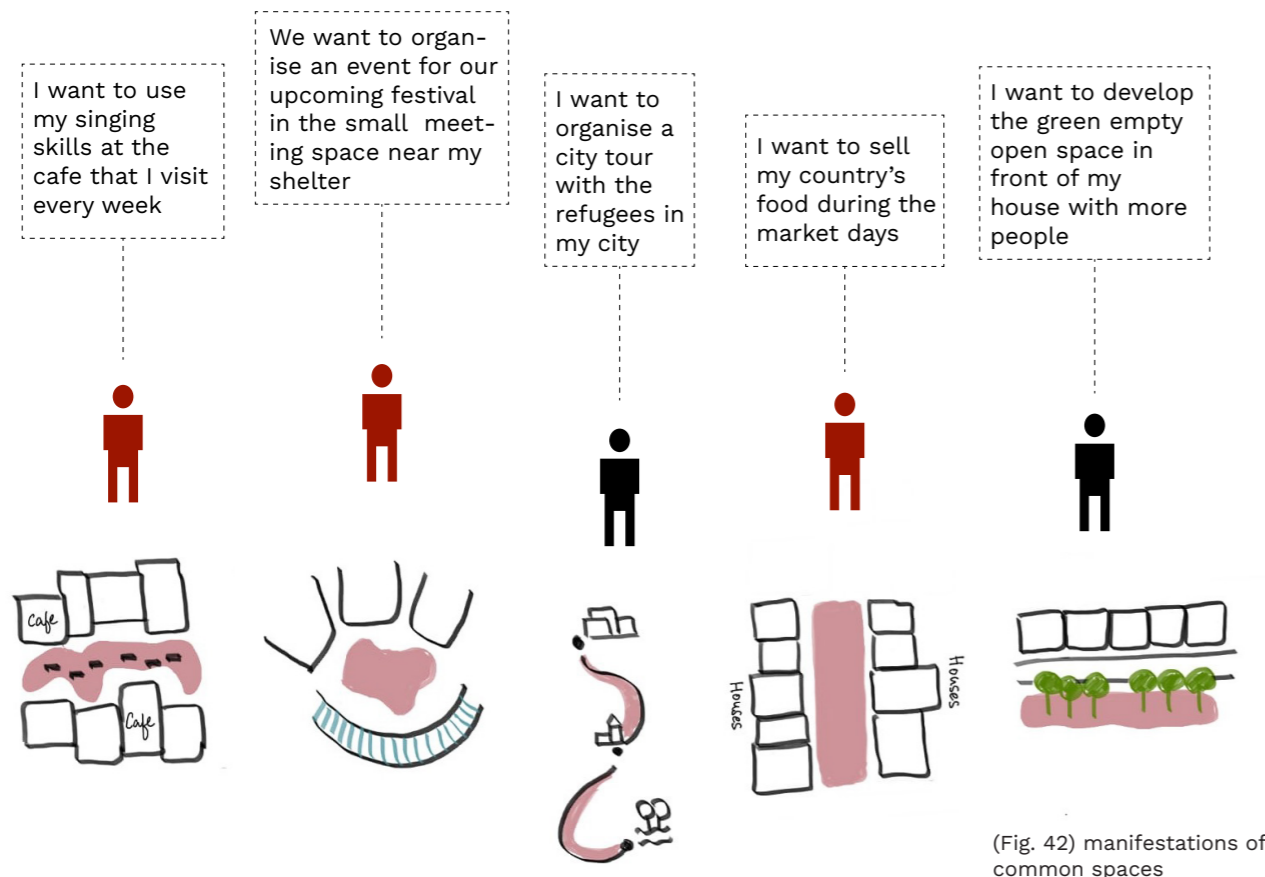 I want to use
my singing
skills at the
cafe that I visit
every week
We want to organ-
ise an event for our
upcoming festival
in the small meet-
ing space near my
shelter
I want to
organise a
city tour
with the
refugees in
my city
I want to sell
my country's
food during the
market days
I want to develop
the green empty
open space in
front of my
house with more
people
Cafe
Cafe
Houses
Houses
(Fig. 42) manifestations of
common spaces